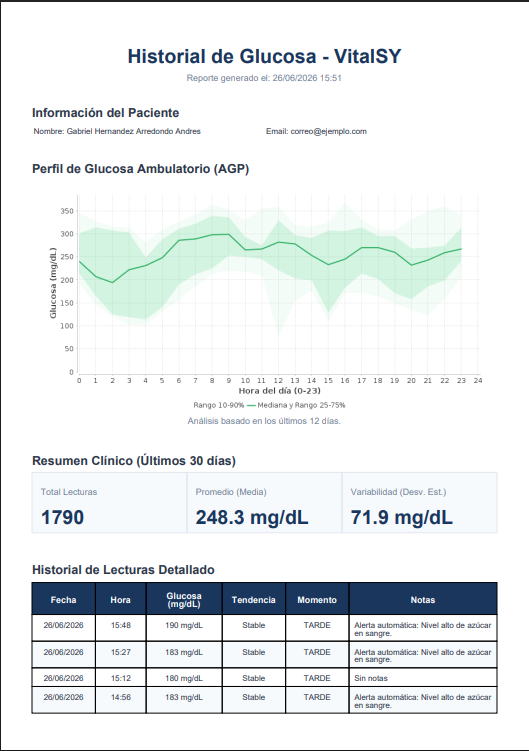 Historial de Glucosa - VitalSY
Reporte generado el: 26/06/2026 15:51
Información del Paciente
Nombre: Gabriel Hernandez Arredondo Andres Email: correo@ejemplo.com
Perfil de Glucosa Ambulatorio (AGP)
Glucosa (mg/dL)
350
300
250
200
150
100
50
0
0 1 2 3 4 5 6 7 8 9 10 11 12 13 14 15 16 17 18 19 20 21 22 23 24
Hora del día (0-23)
Rango 10-90% Mediana y Rango 25-75%
Análisis basado en los últimos 12 días.
Resumen Clínico (Últimos 30 días)
Total Lecturas Promedio (Media) Variabilidad (Desv. Est.)
1790 248.3 mg/dL 71.9 mg/dL
Historial de Lecturas Detallado
Fecha Hora Glucosa (mg/dL) Tendencia Momento Notas
26/06/2026 15:48 190 mg/dL Stable TARDE Alerta automática: Nivel alto de azúcar
en sangre.
26/06/2026 15:27 183 mg/dL Stable TARDE Alerta automática: Nivel alto de azúcar
en sangre.
26/06/2026 15:12 180 mg/dL Stable TARDE Sin notas
26/06/2026 14:56 183 mg/dL Stable TARDE Alerta automática: Nivel alto de azúcar
en sangre.